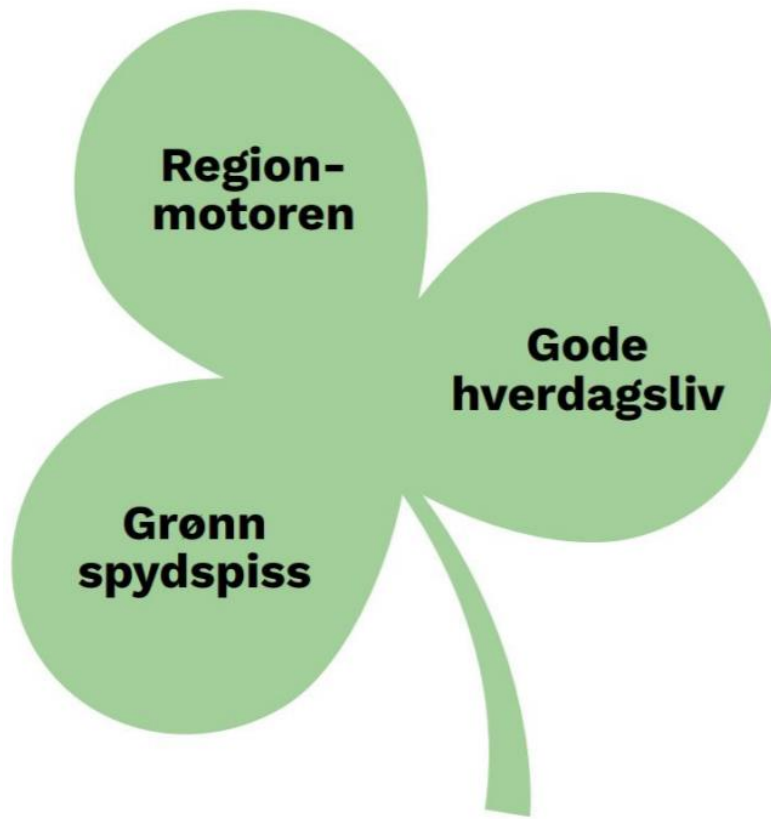 Region-
motoren
Gode
hverdagsliv
Grønn
spydspiss